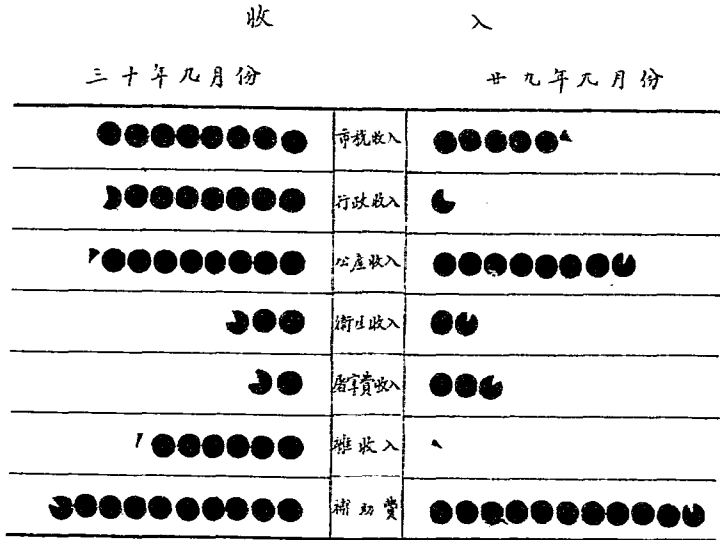 收入
三十年九月份
廿九年九月份
市稅收入
行政收入
公產收入
衛生收入
屠宰費收入
雜收入
補助費